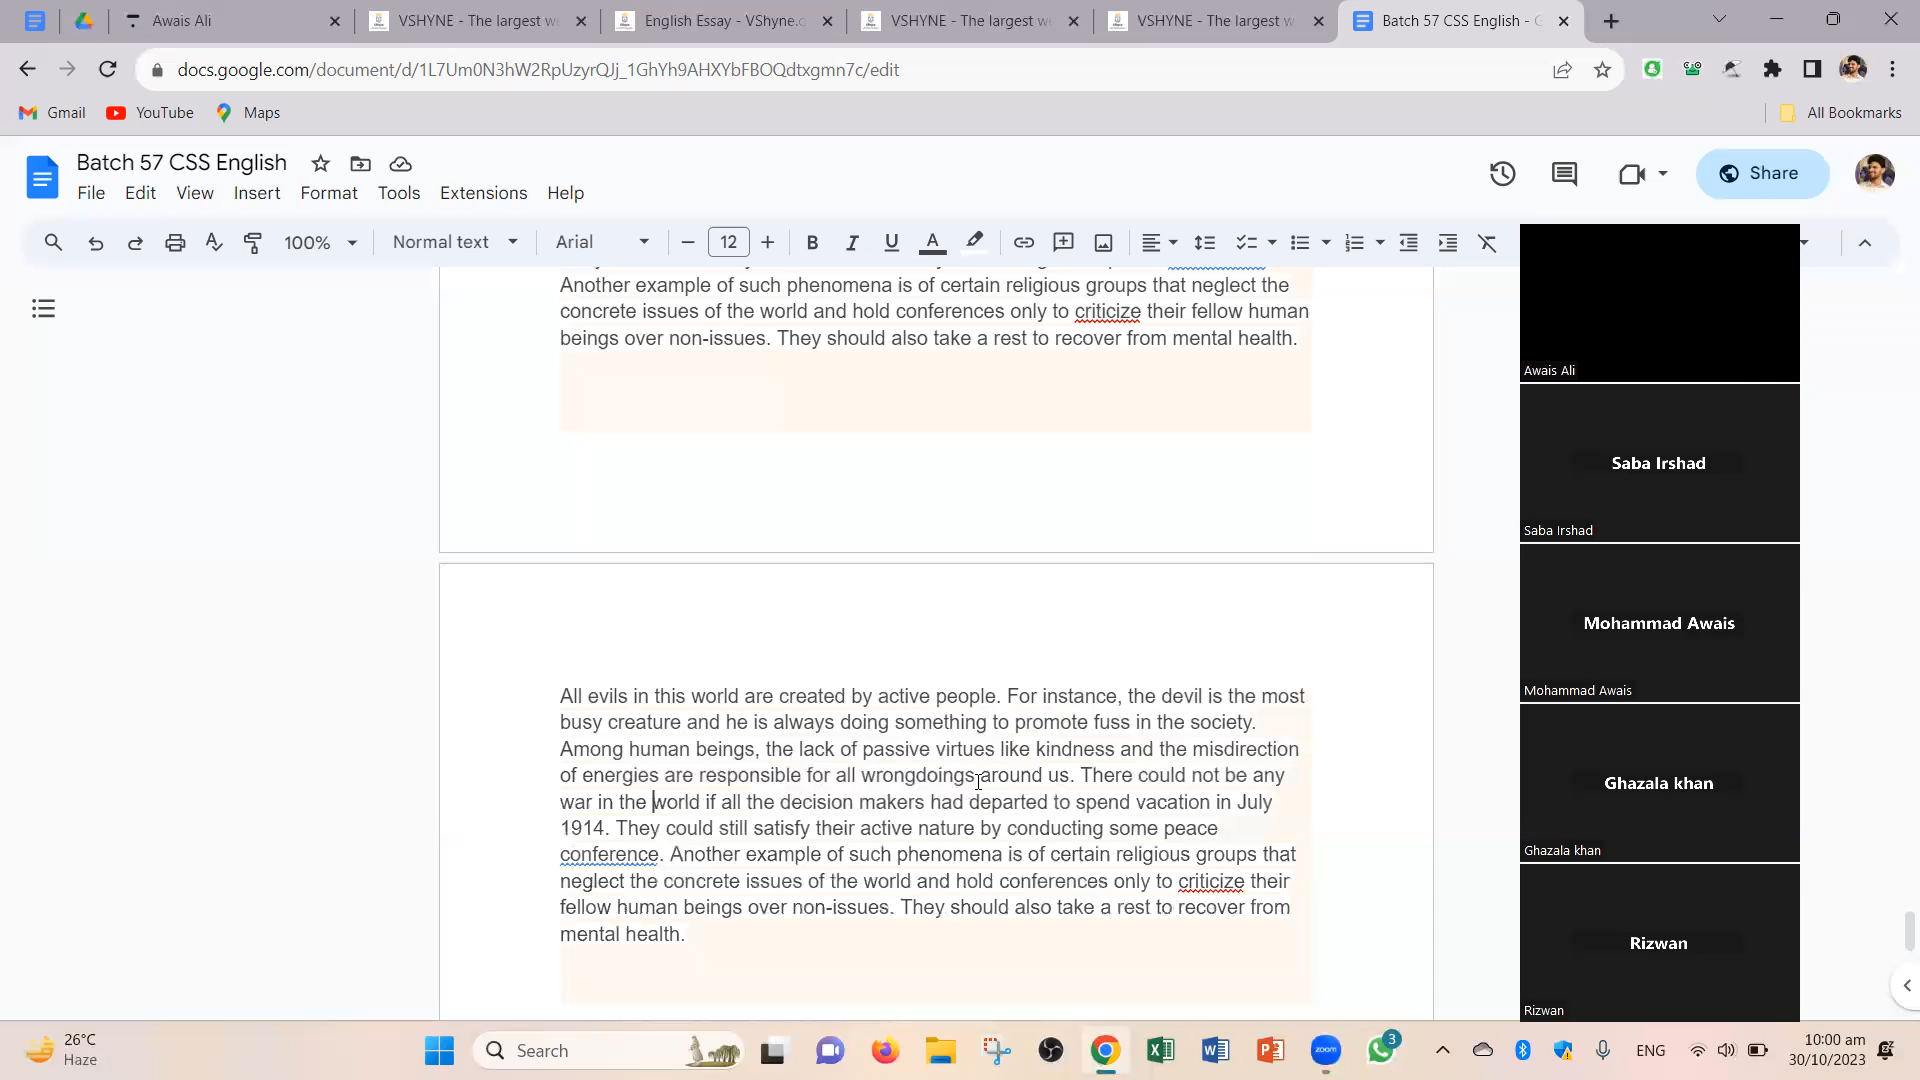 Awais Ali
VSHYNE - The largest we
English Essay - VShyne.c
VSHYNE - The largest we
VSHYNE - The largest w
Batch 57 CSS English - G
docs.google.com/document/d/1L7Um0N3hW2RpUzyrQJj_1GhYh9AHXYbFBOQdtxgmn7c/edit
Gmail
YouTube
Maps
All Bookmarks
Batch 57 CSS English
Share
File Edit View Insert Format Tools Extensions Help
100%
Normal text
Arial
12
Another example of such phenomena is of certain religious groups that neglect the
concrete issues of the world and hold conferences only to criticize their fellow human
beings over non-issues. They should also take a rest to recover from mental health.
All evils in this world are created by active people. For instance, the devil is the most
busy creature and he is always doing something to promote fuss in the society.
Among human beings, the lack of passive virtues like kindness and the misdirection
of energies are responsible for all wrongdoings around us. There could not be any
war in the world if all the decision makers had departed to spend vacation in July
1914. They could still satisfy their active nature by conducting some peace
conference. Another example of such phenomena is of certain religious groups that
neglect the concrete issues of the world and hold conferences only to criticize their
fellow human beings over non-issues. They should also take a rest to recover from
mental health.
Awais Ali
Saba Irshad
Saba Irshad
Mohammad Awais
Mohammad Awais
Ghazala khan
Ghazala khan
Rizwan
Rizwan
26°C
Haze
Search
zoom
3
ENG
10:00 am
30/10/2023